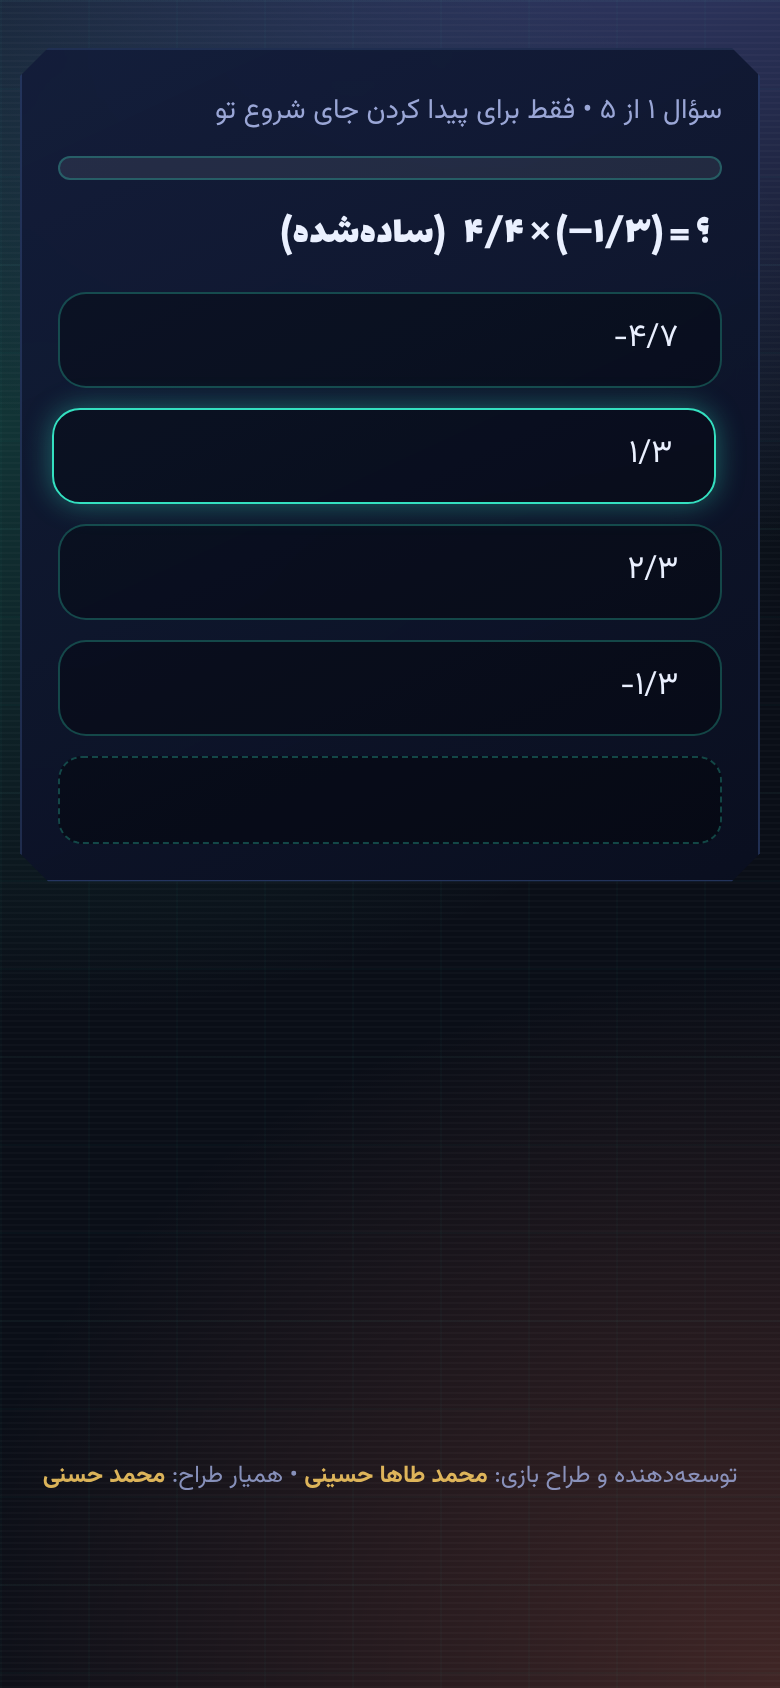 سؤال ۱ از ۵ • فقط برای پیدا کردن جای شروع تو
۴/۴ × (−۱/۳) = ؟ (ساده‌شده)
-۴/۷
۱/۳
۲/۳
-۱/۳
توسعه‌دهنده و طراح بازی: محمد طاها حسینی • همیار طراح: محمد حسنی